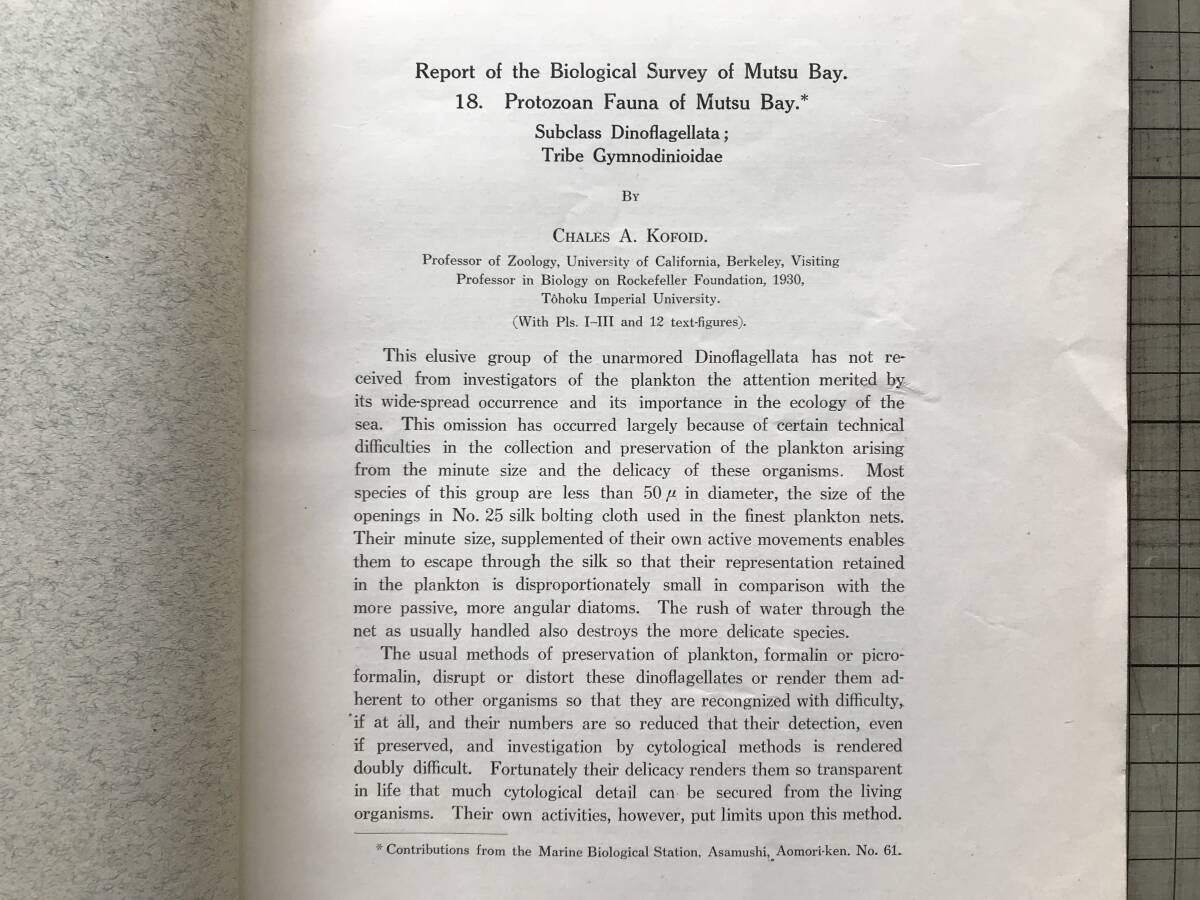 Report of the Biological Survey of Mutsu Bay.
18. Protozoan Fauna of Mutsu Bay.*
Subclass Dinoflagellata;
Tribe Gymnodinioidae
By
Chales A. Kofoid.
Professor of Zoology, University of California, Berkeley, Visiting
Professor in Biology on Rockefeller Foundation, 1930,
Tôhoku Imperial University.
(With Pls. I–III and 12 text-figures).
This elusive group of the unarmored Dinoflagellata has not re-
ceived from investigators of the plankton the attention merited by
its wide-spread occurrence and its importance in the ecology of the
sea. This omission has occurred largely because of certain technical
difficulties in the collection and preservation of the plankton arising
from the minute size and the delicacy of these organisms. Most
species of this group are less than 50 μ in diameter, the size of the
openings in No. 25 silk bolting cloth used in the finest plankton nets.
Their minute size, supplemented of their own active movements enables
them to escape through the silk so that their representation retained
in the plankton is disproportionately small in comparison with the
more passive, more angular diatoms. The rush of water through the
net as usually handled also destroys the more delicate species.
The usual methods of preservation of plankton, formalin or picro-
formalin, disrupt or distort these dinoflagellates or render them ad-
herent to other organisms so that they are recongnized with difficulty,
if at all, and their numbers are so reduced that their detection, even
if preserved, and investigation by cytological methods is rendered
doubly difficult. Fortunately their delicacy renders them so transparent
in life that much cytological detail can be secured from the living
organisms. Their own activities, however, put limits upon this method.
* Contributions from the Marine Biological Station, Asamushi, Aomori-ken. No. 61.